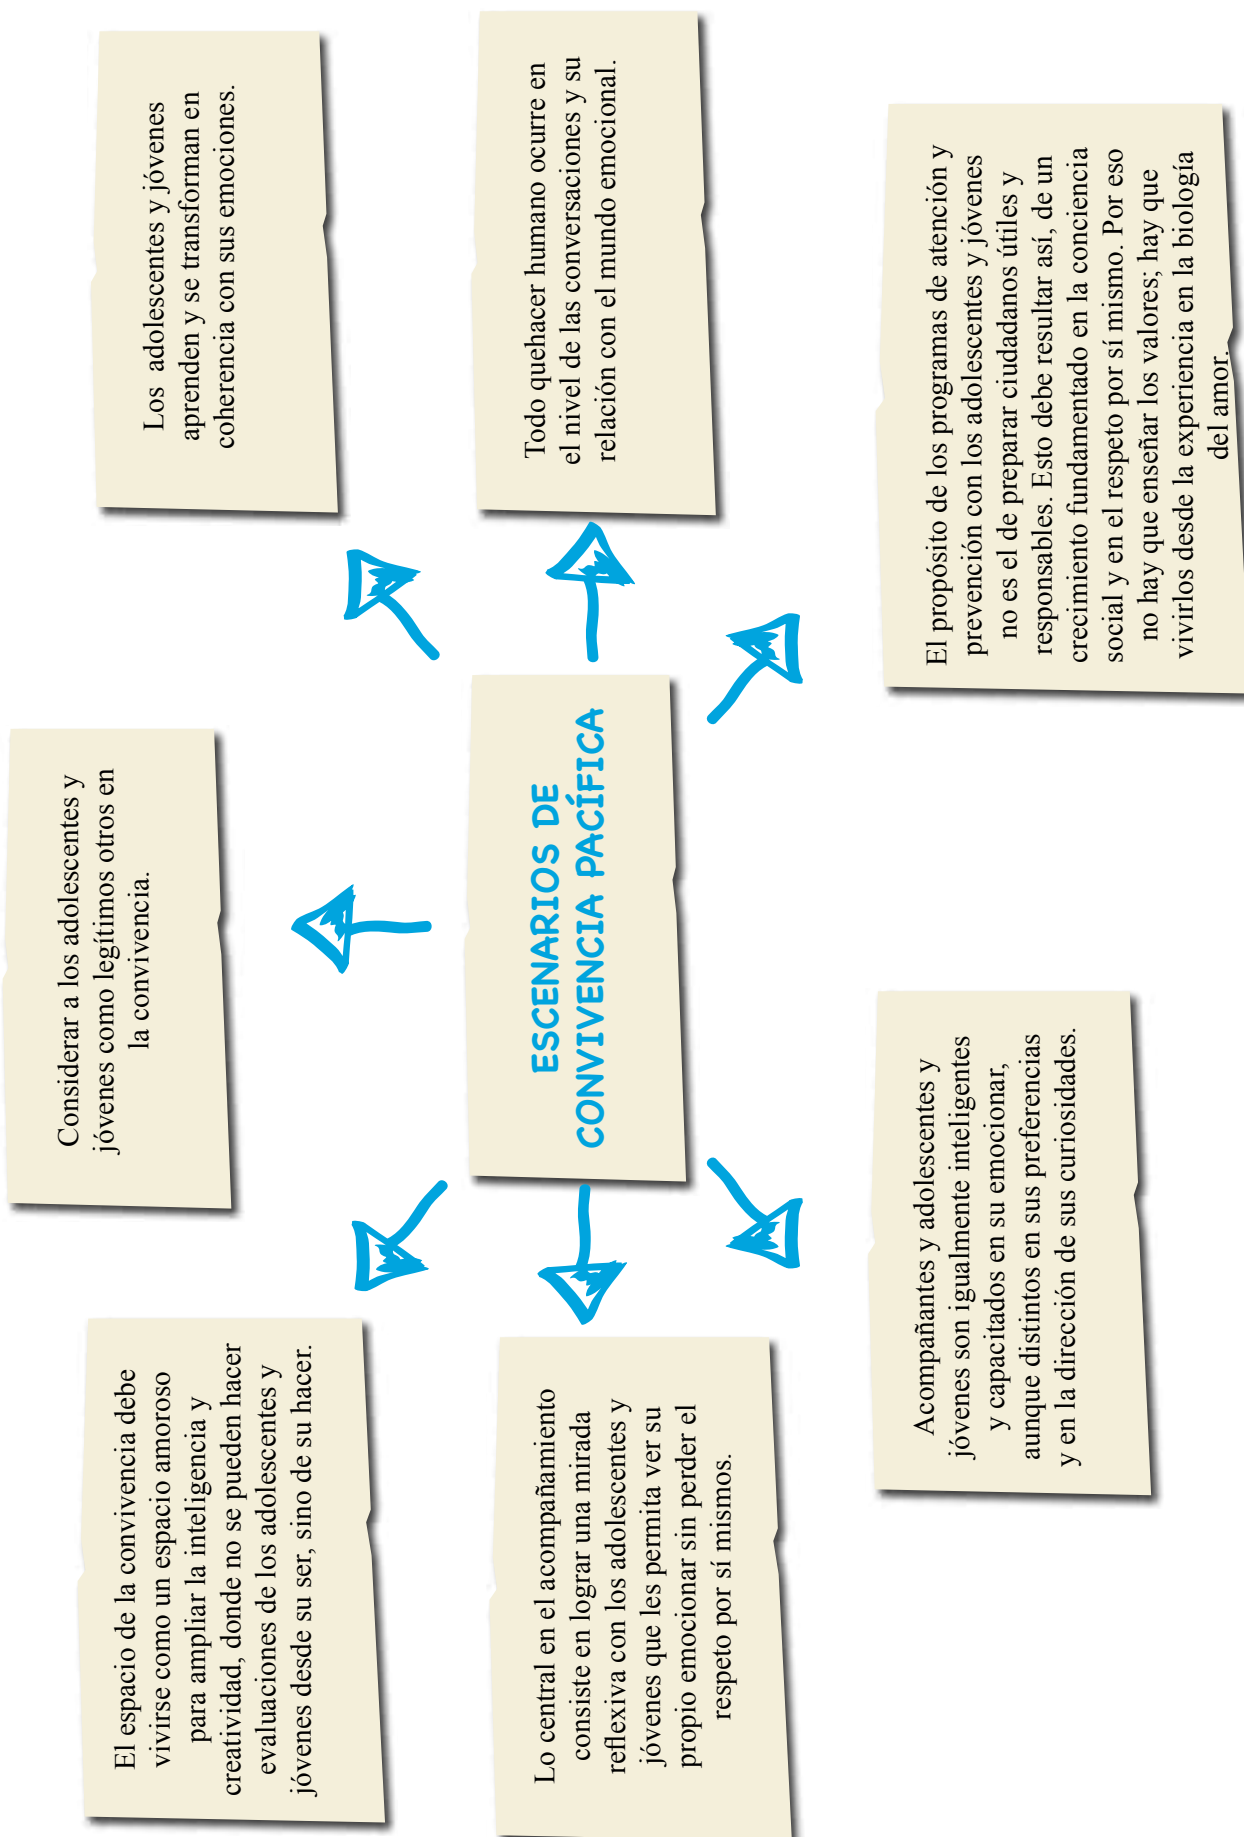 El espacio de la convivencia debe
vivirse como un espacio amoroso
para ampliar la inteligencia y
creatividad, donde no se pueden hacer
evaluaciones de los adolescentes y
jóvenes desde su ser, sino de su hacer.
Considerar a los adolescentes y
jóvenes como legítimos otros en
la convivencia.
Los adolescentes y jóvenes
aprenden y se transforman en
coherencia con sus emociones.
Lo central en el acompañamiento
consiste en lograr una mirada
reflexiva con los adolescentes y
jóvenes que les permita ver su
propio emocionar sin perder el
respeto por sí mismos.
ESCENARIOS DE
CONVIVENCIA PACÍFICA
Todo quehacer humano ocurre en
el nivel de las conversaciones y su
relación con el mundo emocional.
Acompañantes y adolescentes y
jóvenes son igualmente inteligentes
y capacitados en su emocionar,
aunque distintos en sus preferencias
y en la dirección de sus curiosidades.
El propósito de los programas de atención y
prevención con los adolescentes y jóvenes
no es el de preparar ciudadanos útiles y
responsables. Esto debe resultar así, de un
crecimiento fundamentado en la conciencia
social y en el respeto por sí mismo. Por eso
no hay que enseñar los valores; hay que
vivirlos desde la experiencia en la biología
del amor.